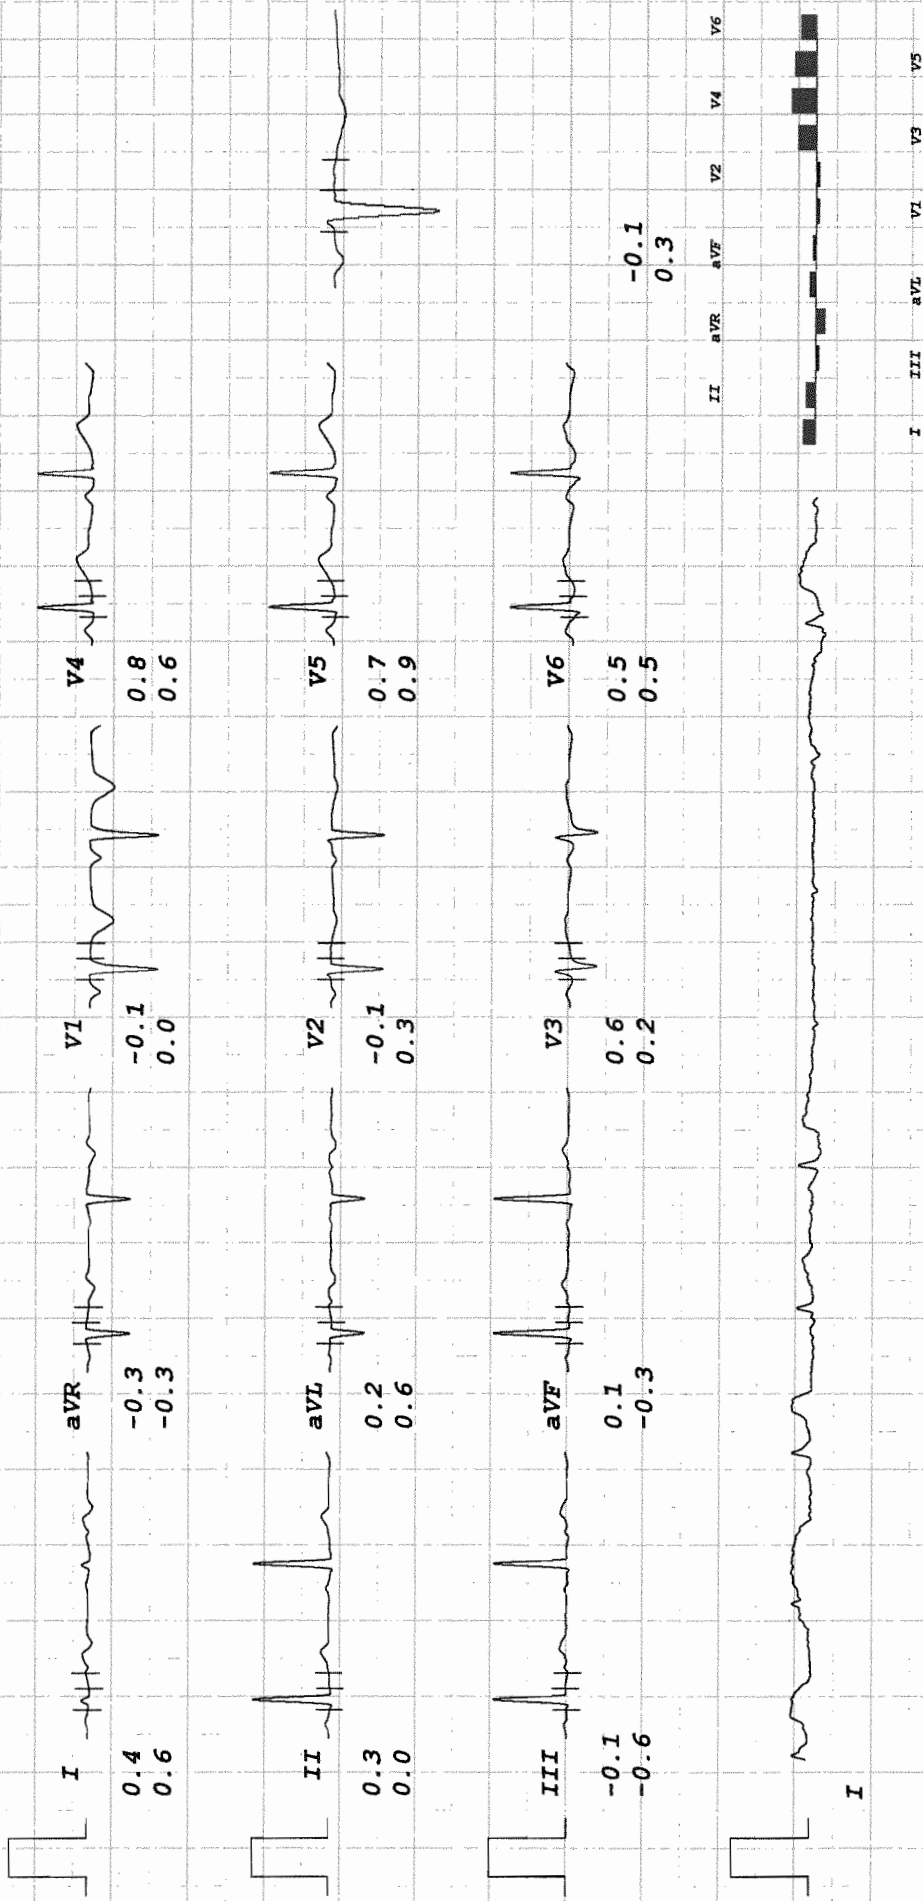 I aVR V1 V4
0.4 -0.3 -0.1 0.8
0.6 -0.3 0.0 0.6
II aVL V2 V5
0.3 0.2 -0.1 0.7
0.0 0.6 0.3 0.9
III aVF V3 V6
-0.1 0.1 0.6 0.5
-0.6 -0.3 0.2 0.5
-0.1
0.3
II aVR aVF V2 V4 V6
I
I III aVL V1 V3 V5